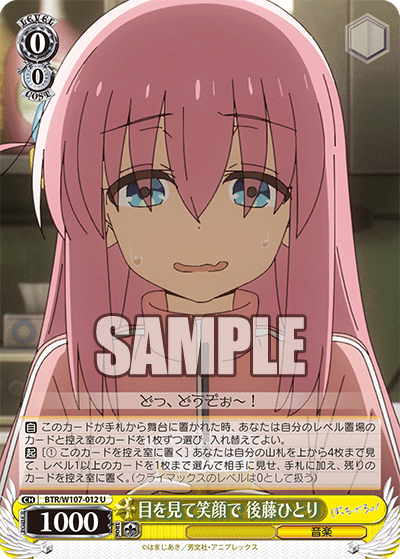 LEVEL
0
0
COST
SAMPLE
どっ、どうぞぉ～！
自 このカードが手札から舞台に置かれた時、あなたは自分のレベル置場の
カードと控え室のカードを1枚ずつ選び、入れ替えてよい。
起［① このカードを控え室に置く］ あなたは自分の山札を上から4枚まで見
て、レベル1以上のカードを1枚まで選んで相手に見せ、手札に加え、残りの
カードを控え室に置く。（クライマックスのレベルは0として扱う）
CH BTR/W107-012 U
目を見て笑顔で 後藤ひとり
POWER
1000
音楽
©はまじあき／芳文社・アニプレックス